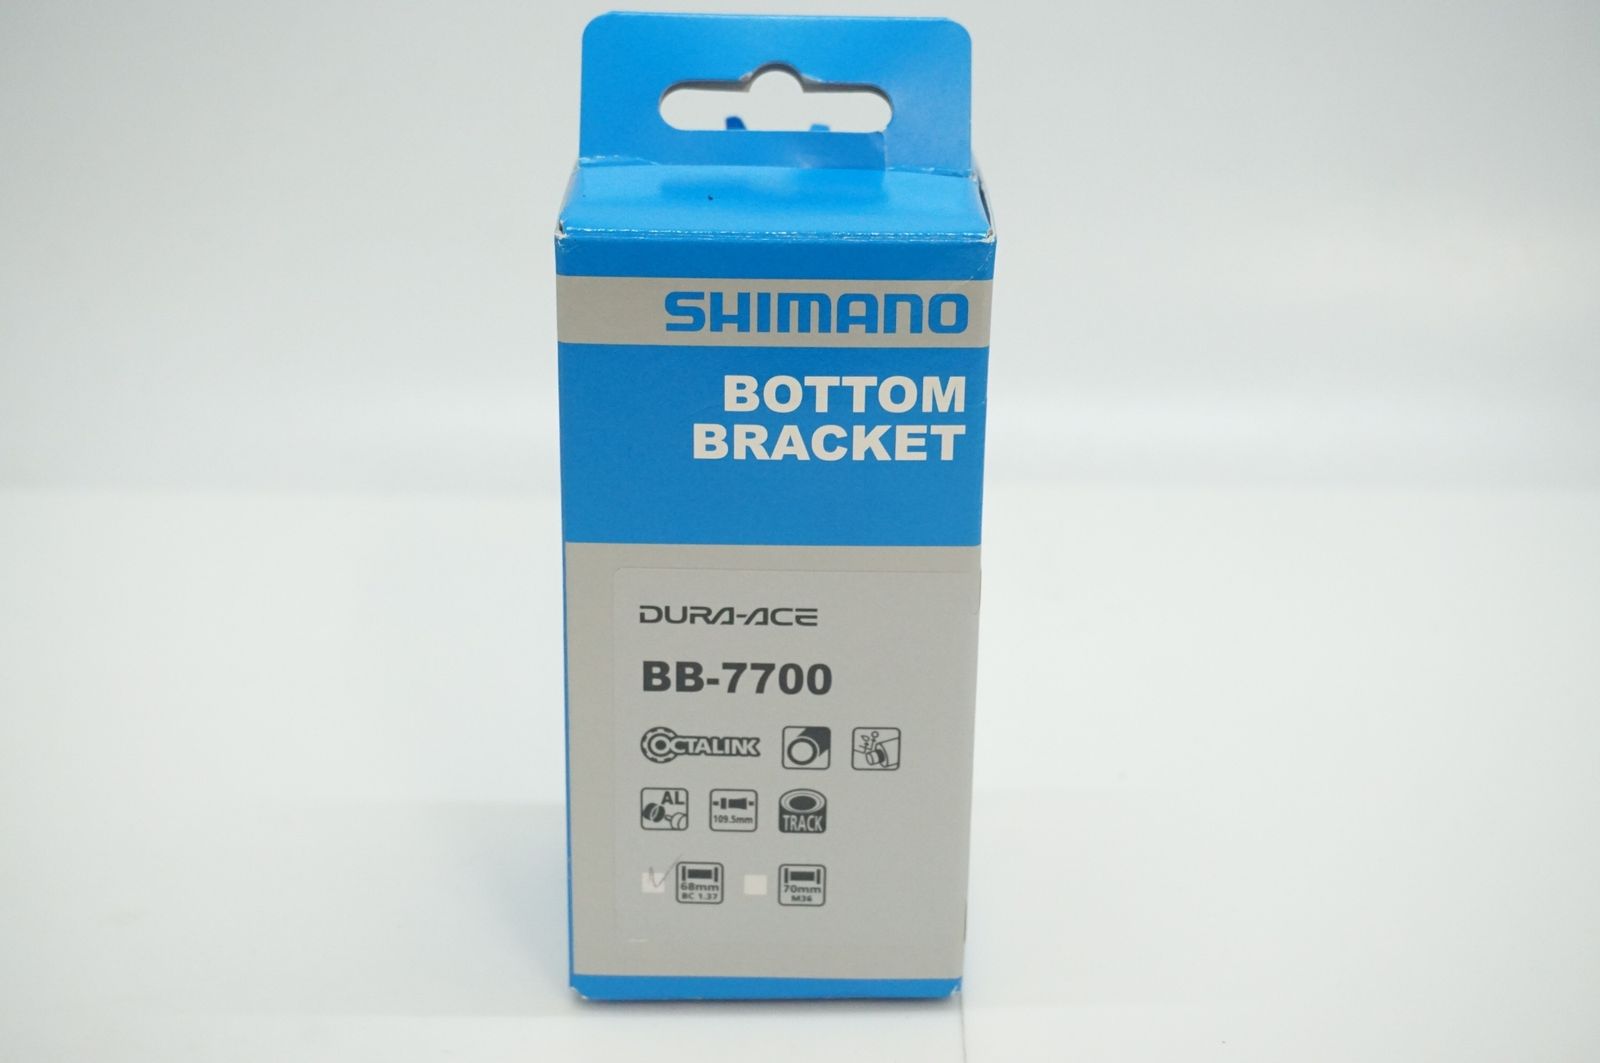 SHIMANO
BOTTOM
BRACKET
DURA-ACE
BB-7700
OCTALINK
AL
109.5mm
TRACK
68mm
BC 1.37
70mm
M36